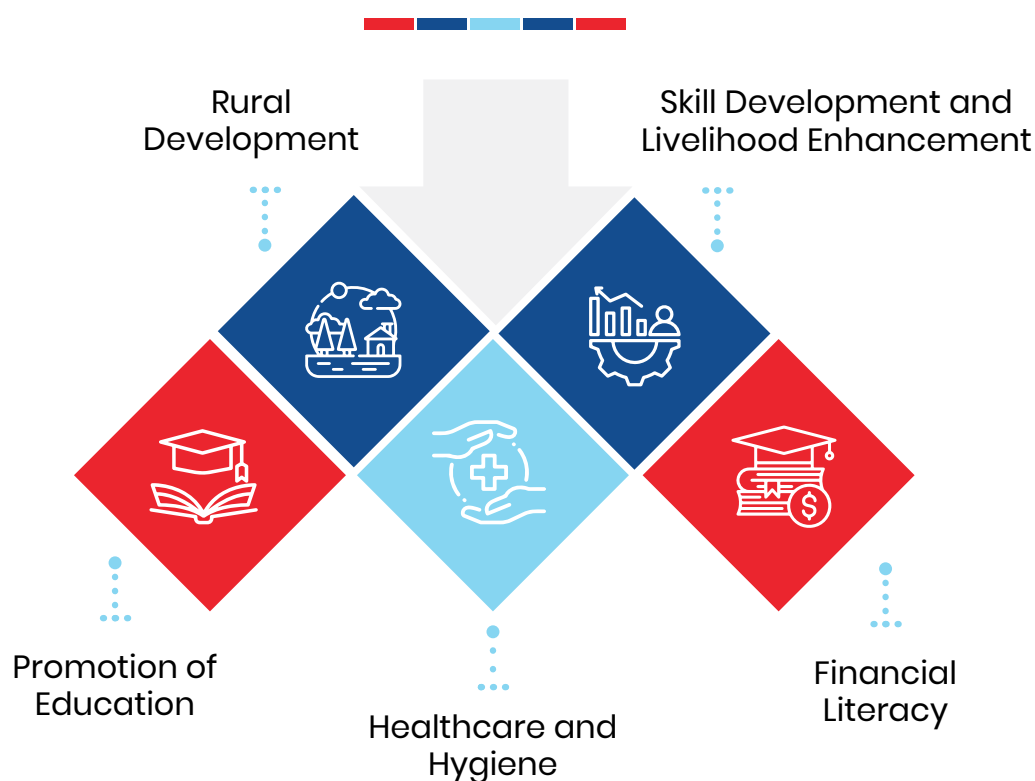 Rural
Development
Skill Development and
Livelihood Enhancement
$
Promotion of
Education
Healthcare and
Hygiene
Financial
Literacy